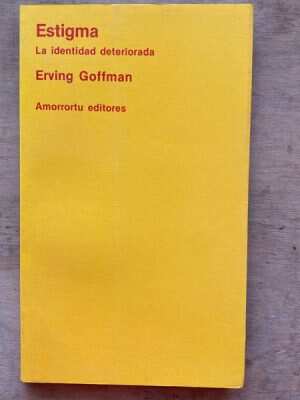 Estigma
La identidad deteriorada
Erving Goffman
Amorrortu editores